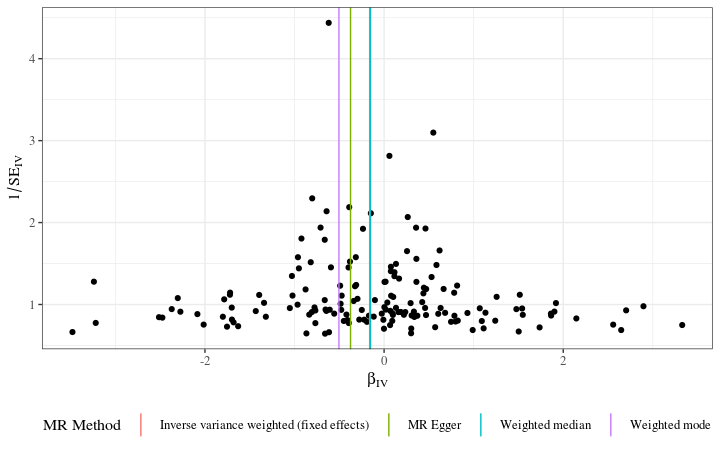 4
3
2
1
1/SE_IV
-2
0
2
β_IV
MR Method Inverse variance weighted (fixed effects) MR Egger Weighted median Weighted mode